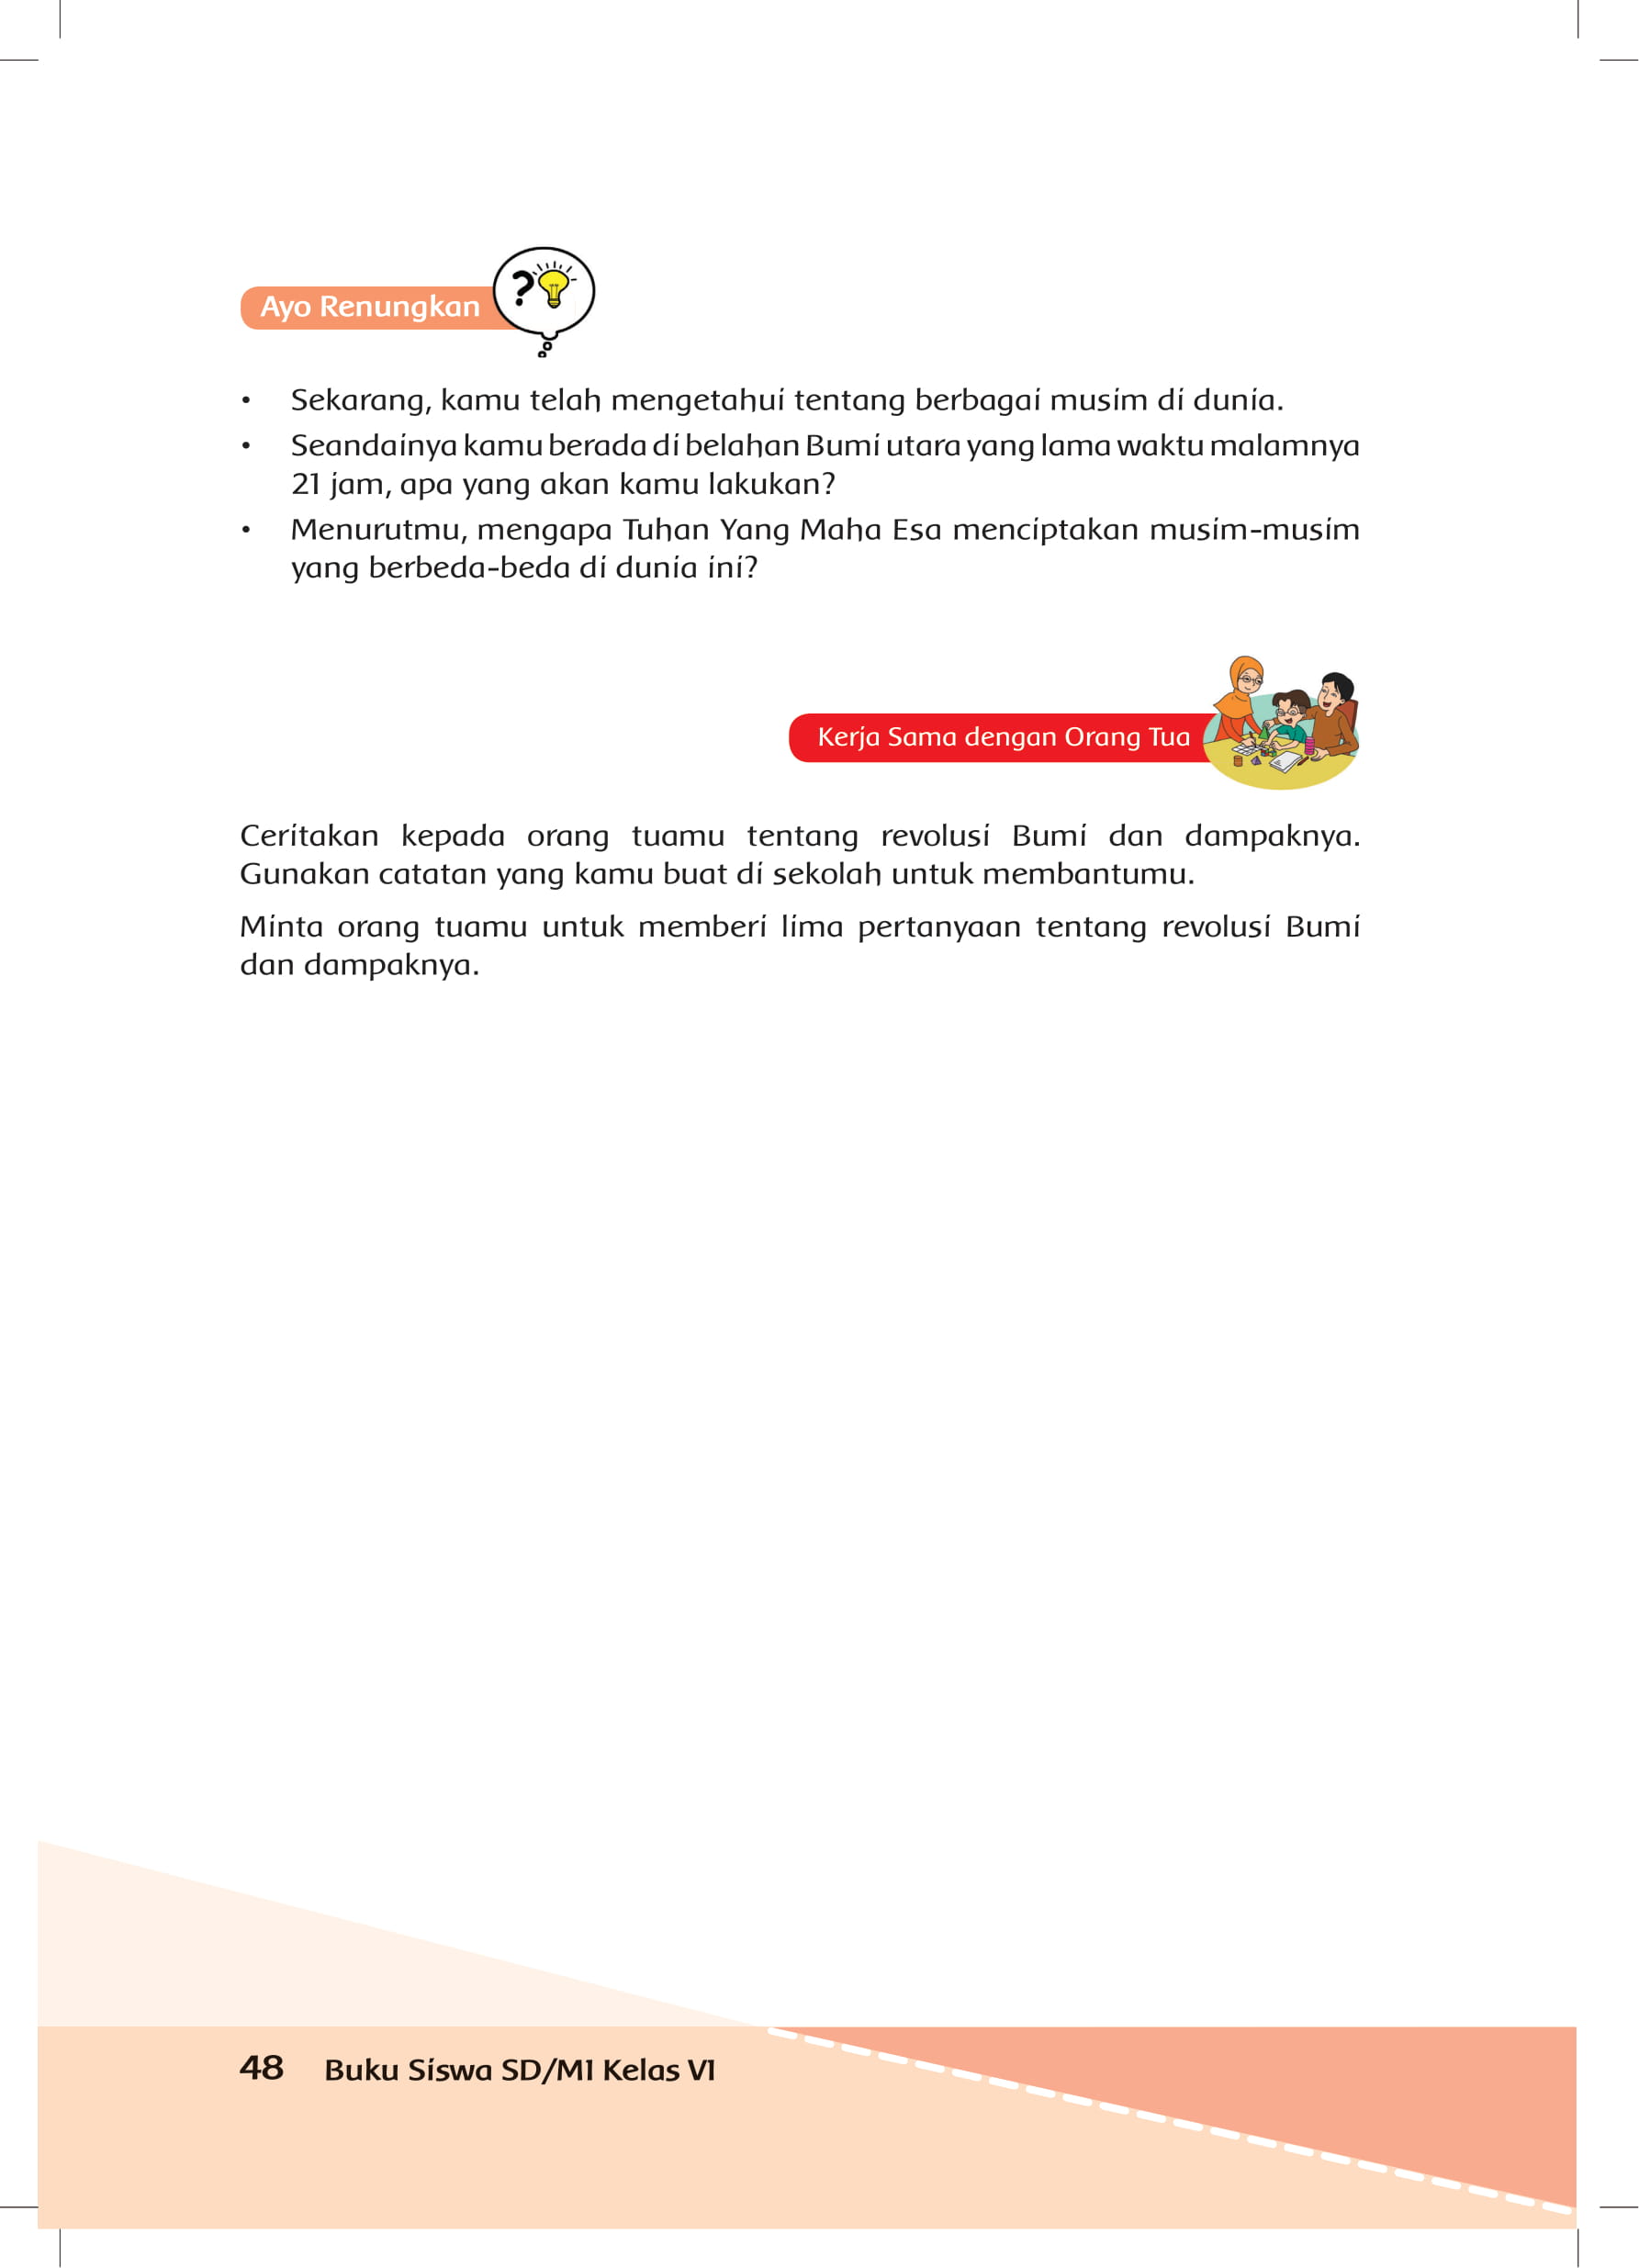 Ayo Renungkan
?
• Sekarang, kamu telah mengetahui tentang berbagai musim di dunia.
• Seandainya kamu berada di belahan Bumi utara yang lama waktu malamnya
21 jam, apa yang akan kamu lakukan?
• Menurutmu, mengapa Tuhan Yang Maha Esa menciptakan musim-musim
yang berbeda-beda di dunia ini?
Kerja Sama dengan Orang Tua
Ceritakan kepada orang tuamu tentang revolusi Bumi dan dampaknya.
Gunakan catatan yang kamu buat di sekolah untuk membantumu.
Minta orang tuamu untuk memberi lima pertanyaan tentang revolusi Bumi
dan dampaknya.
48 Buku Siswa SD/MI Kelas VI